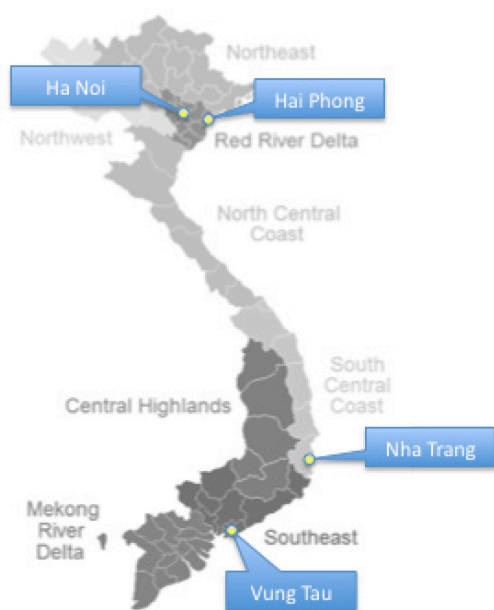 Northeast
Ha Noi
Hai Phong
Northwest
Red River Delta
North Central
Coast
South
Central
Coast
Central Highlands
Nha Trang
Mekong
River
Delta
Southeast
Vung Tau